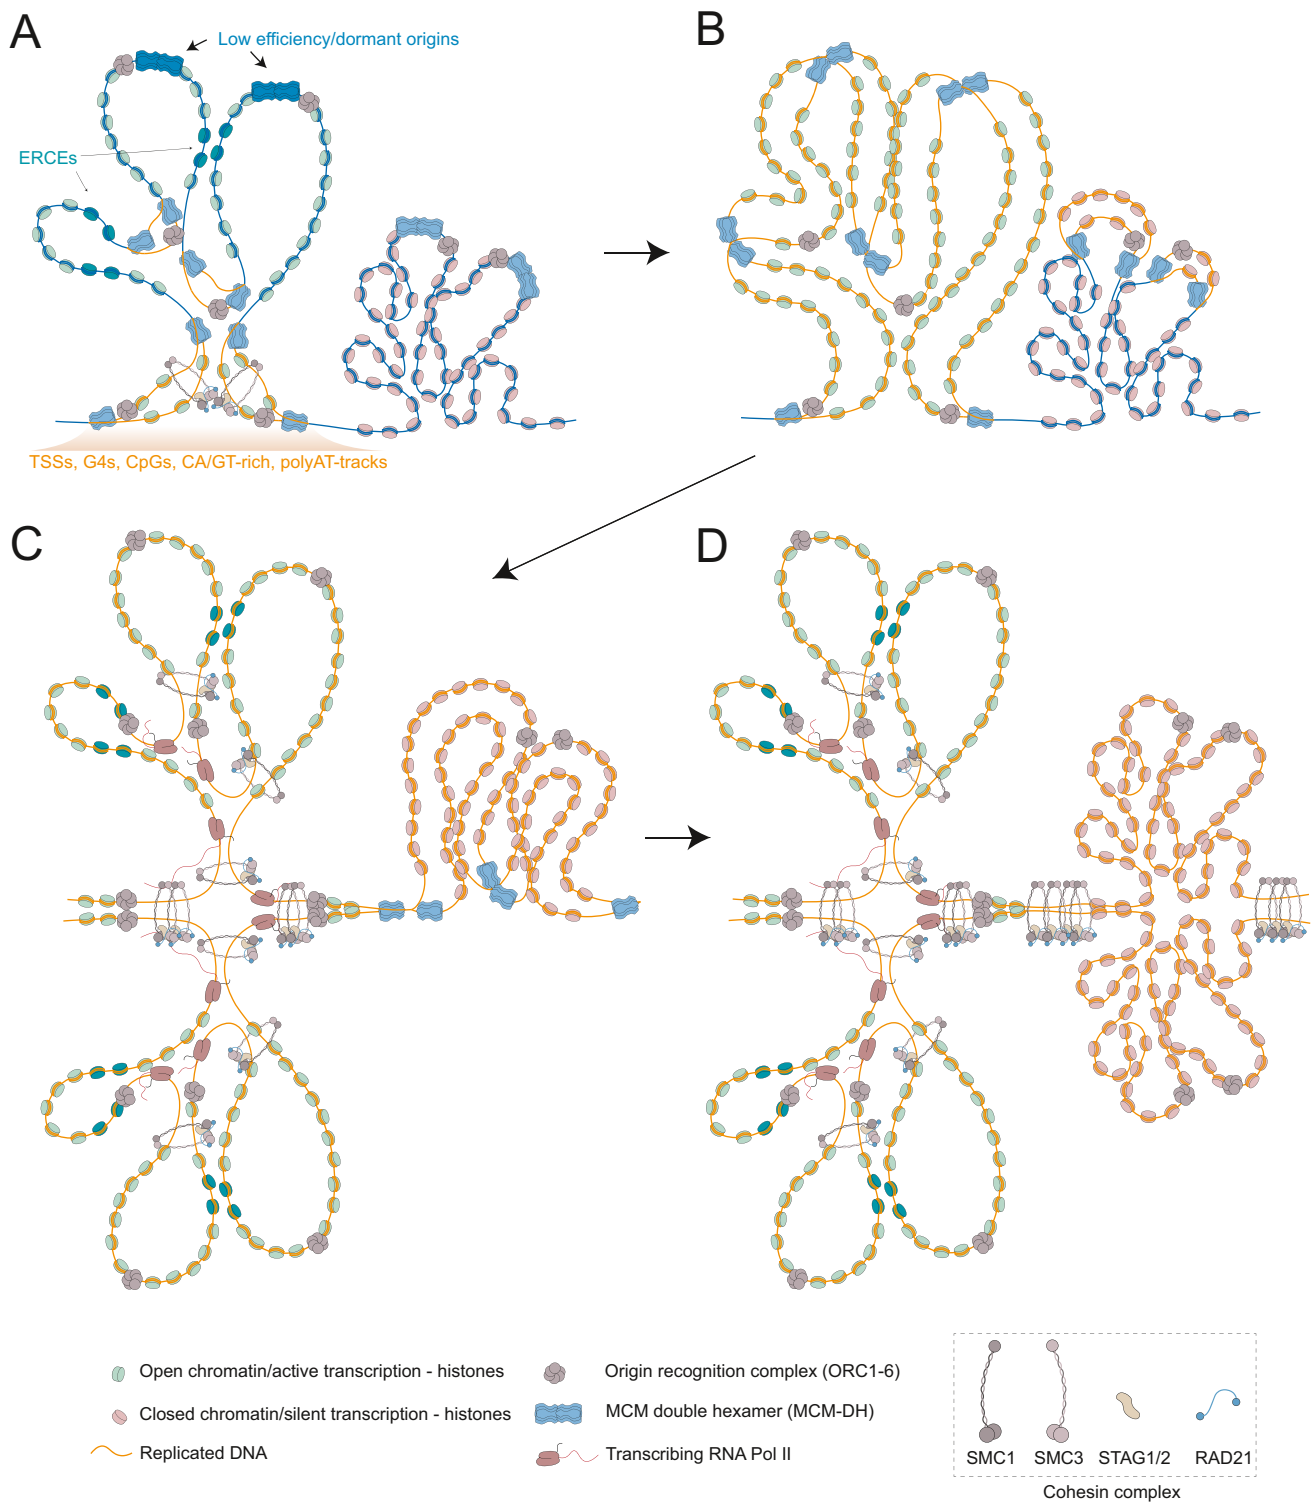 A
B
Low efficiency/dormant origins
ERCEs
TSSs, G4s, CpGs, CA/GT-rich, polyAT-tracks
C
D
Open chromatin/active transcription - histones
Closed chromatin/silent transcription - histones
Replicated DNA
Origin recognition complex (ORC1-6)
MCM double hexamer (MCM-DH)
Transcribing RNA Pol II
SMC1 SMC3 STAG1/2 RAD21
Cohesin complex